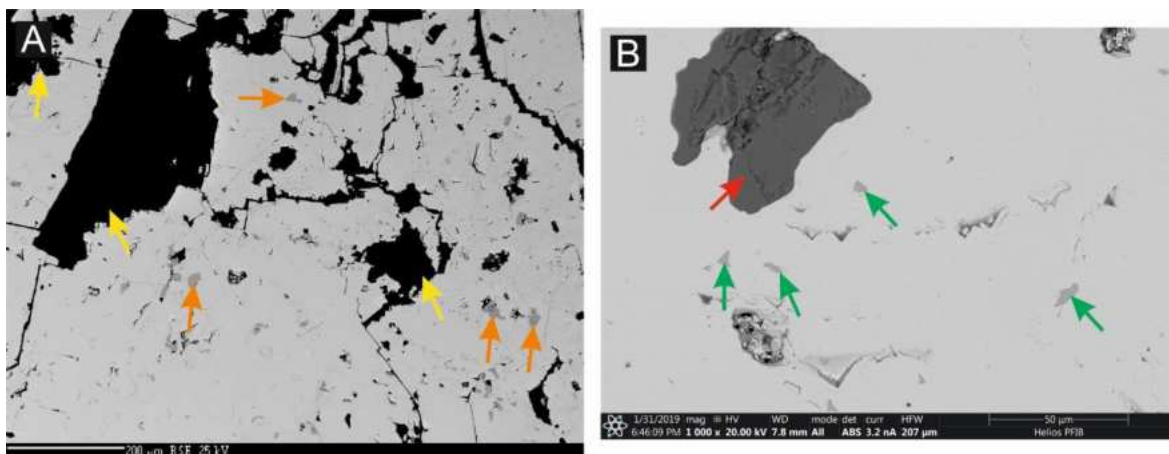 A
B
200 µm BSE 25 kV
1/31/2019 mag HV WD mode det curr HFW
6:46:09 PM 1 000 x 20.00 kV 7.8 mm All ABS 3.2 nA 207 µm
50 µm
Helios PFIB